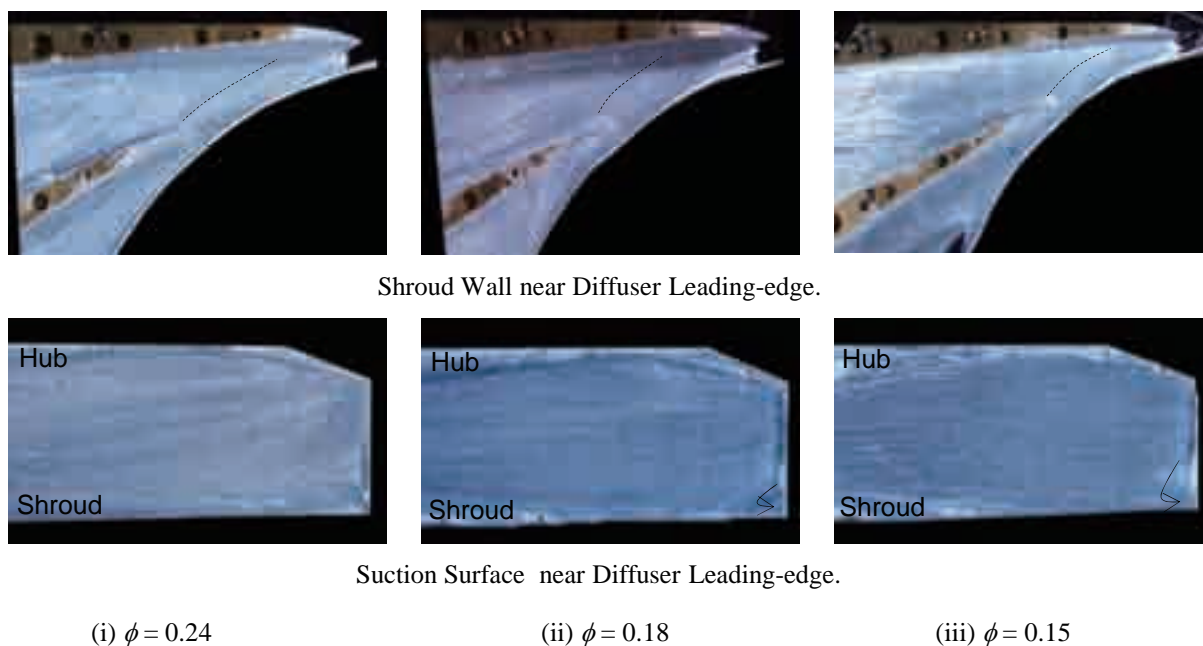 Shroud Wall near Diffuser Leading-edge.
Hub
Shroud
Hub
Shroud
Hub
Shroud
Suction Surface near Diffuser Leading-edge.
(i) ϕ = 0.24
(ii) ϕ = 0.18
(iii) ϕ = 0.15